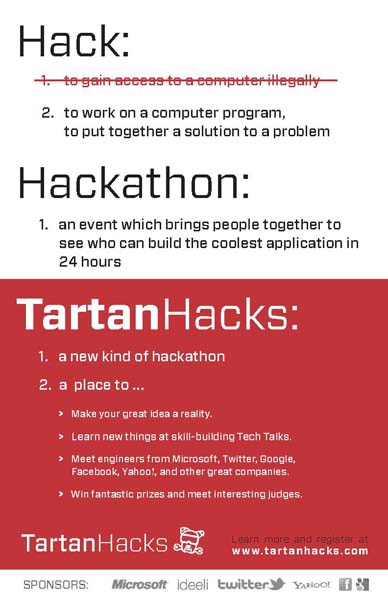 Hack:
1. to gain access to a computer illegally
2. to work on a computer program,
to put together a solution to a problem
Hackathon:
1. an event which brings people together to
see who can build the coolest application in
24 hours
TartanHacks:
1. a new kind of hackathon
2. a place to ...
> Make your great idea a reality.
> Learn new things at skill-building Tech Talks.
> Meet engineers from Microsoft, Twitter, Google,
Facebook, Yahoo!, and other great companies.
> Win fantastic prizes and meet interesting judges.
TartanHacks
Learn more and register at
www.tartanhacks.com
SPONSORS: Microsoft ideeli twitter YAHOO! f g